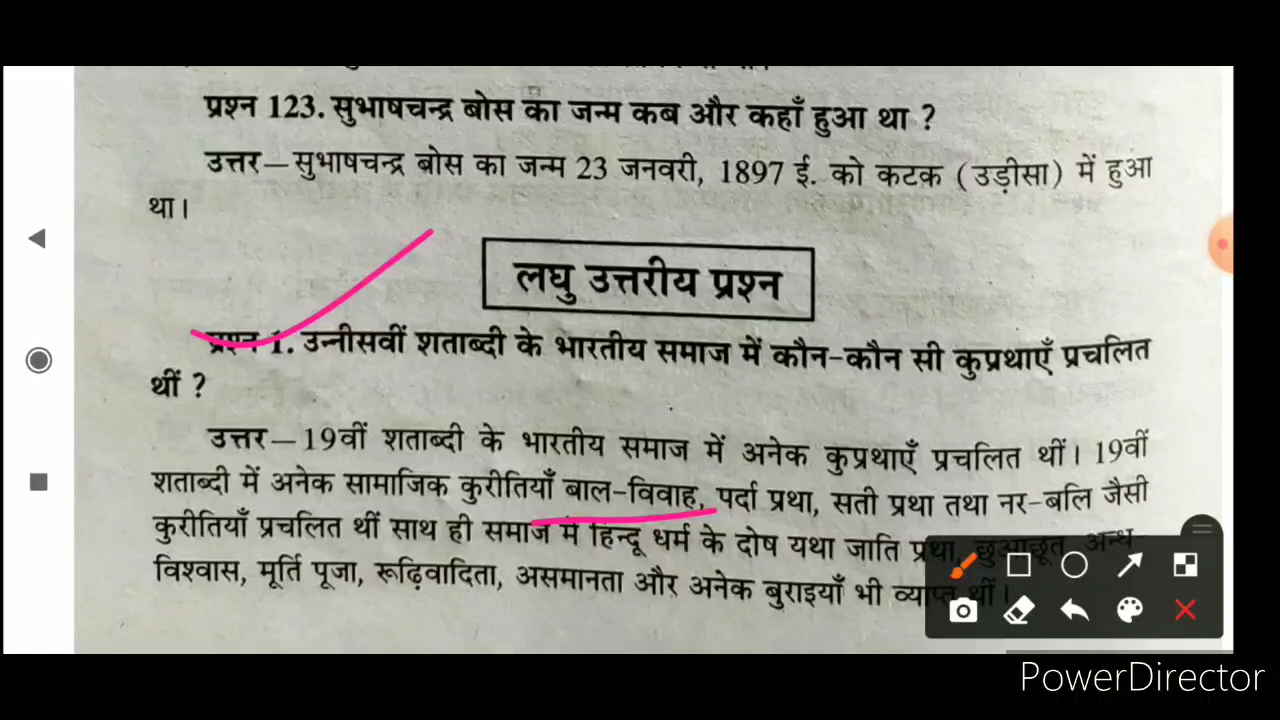 प्रश्न 123. सुभाषचन्द्र बोस का जन्म कब और कहाँ हुआ था ?
उत्तर – सुभाषचन्द्र बोस का जन्म 23 जनवरी, 1897 ई. को कटक (उड़ीसा) में हुआ
था।
लघु उत्तरीय प्रश्न
प्रश्न 1. उन्नीसवीं शताब्दी के भारतीय समाज में कौन-कौन सी कुप्रथाएँ प्रचलित
थीं ?
उत्तर – 19वीं शताब्दी के भारतीय समाज में अनेक कुप्रथाएँ प्रचलित थीं। 19वीं
शताब्दी में अनेक सामाजिक कुरीतियाँ बाल-विवाह, पर्दा प्रथा, सती प्रथा तथा नर-बलि जैसी
कुरीतियाँ प्रचलित थीं साथ ही समाज में हिन्दू धर्म के दोष यथा जाति प्रथा, छुआछूत, अन्ध-
विश्वास, मूर्ति पूजा, रूढ़िवादिता, असमानता और अनेक बुराइयाँ भी व्याप्त थीं।
PowerDirector